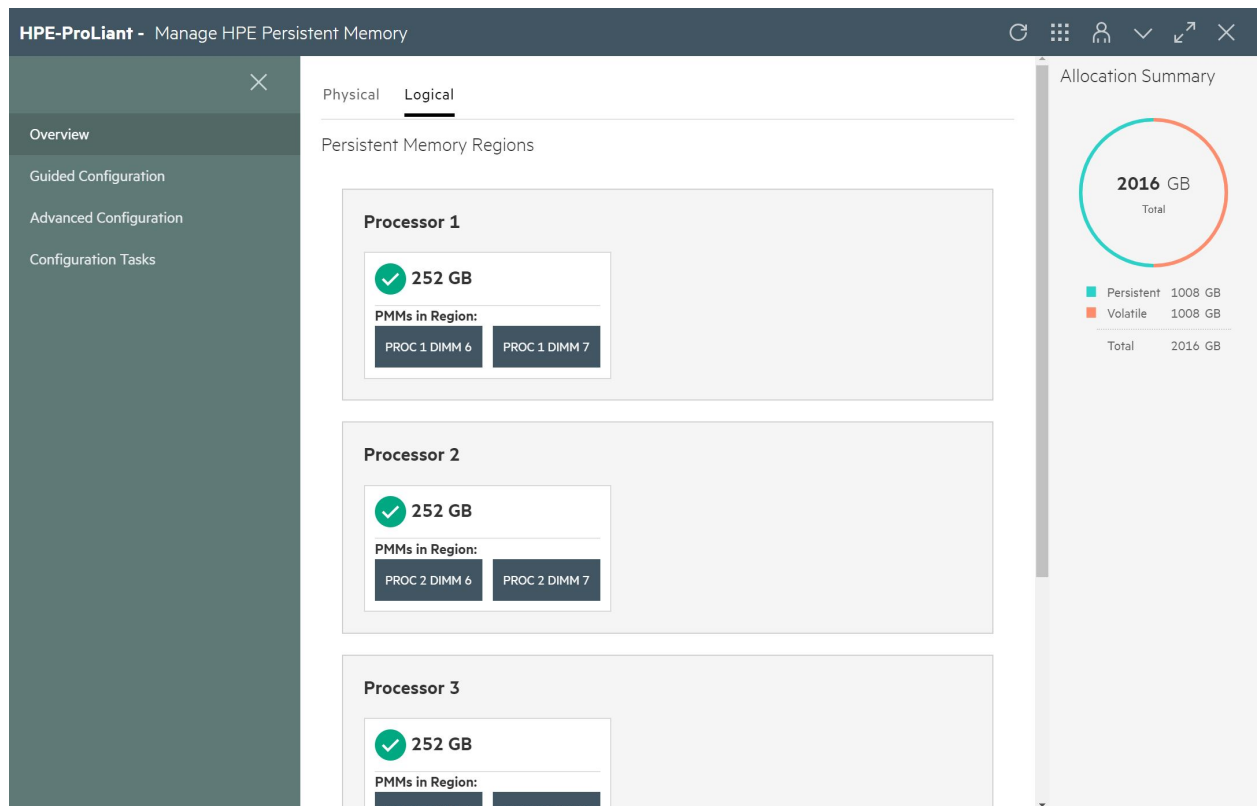 HPE-ProLiant - Manage HPE Persistent Memory
Overview
Guided Configuration
Advanced Configuration
Configuration Tasks
Physical Logical
Persistent Memory Regions
Processor 1
252 GB
PMMs in Region:
PROC 1 DIMM 6 PROC 1 DIMM 7
Processor 2
252 GB
PMMs in Region:
PROC 2 DIMM 6 PROC 2 DIMM 7
Processor 3
252 GB
PMMs in Region:
Allocation Summary
2016 GB
Total
Persistent 1008 GB
Volatile 1008 GB
Total 2016 GB